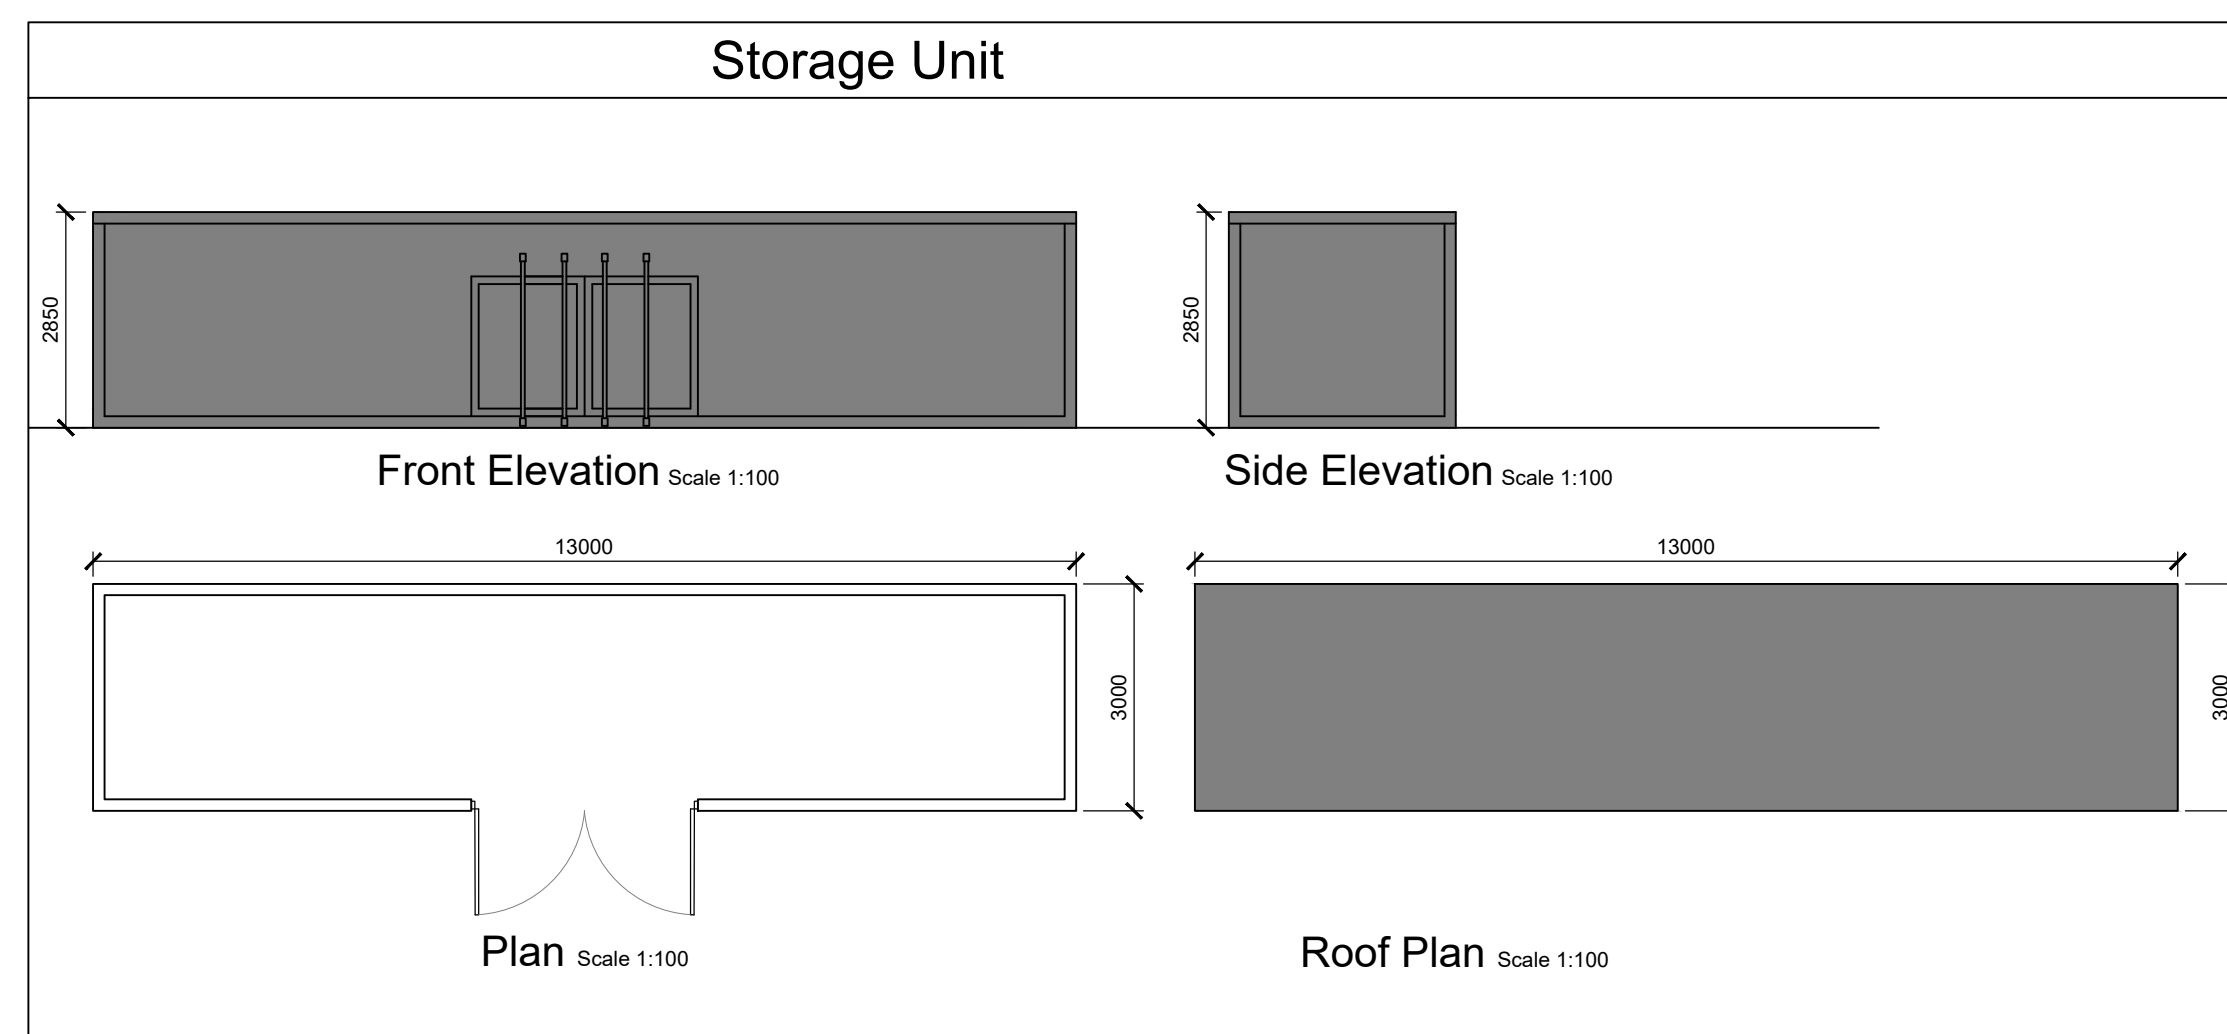 Storage Unit
2850
2850
Front Elevation Scale 1:100
Side Elevation Scale 1:100
13000
13000
3000
3000
Plan Scale 1:100
Roof Plan Scale 1:100